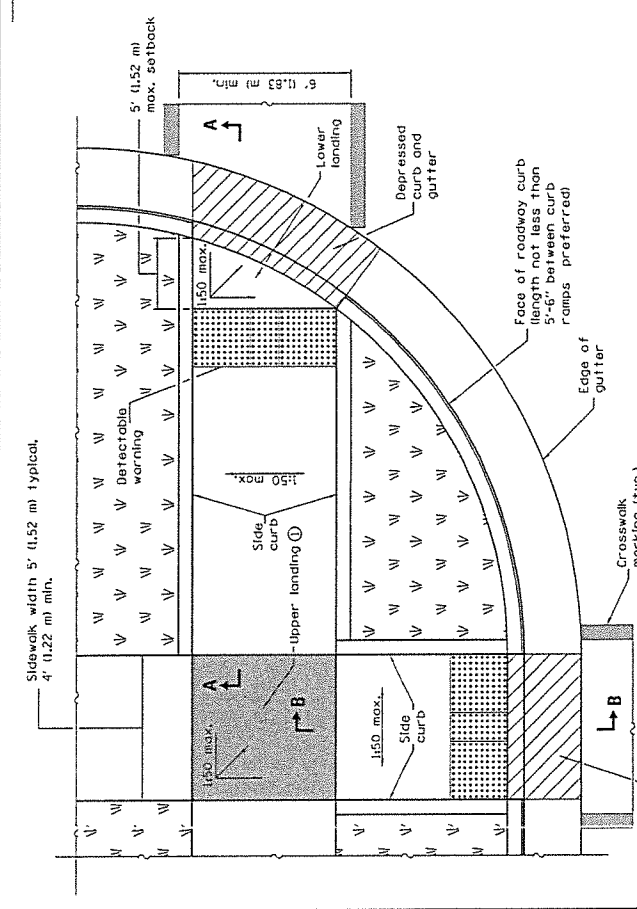 Sidewalk width 5' (1.52 m) typical,
4' (1.22 m) min.
5' (1.52 m)
max. setback
6' (1.83 m) min.
A
Lower
landing
1:50 max.
Detectable
warning
Depressed
curb and
gutter
1:50 max.
Side
curb
Face of roadway curb
(length not less than
5'-6" between curb
ramps preferred)
Upper landing ①
A
1:50 max.
B
Edge of
gutter
1:50 max.
Side
curb
Crosswalk
marking (typ.)
B